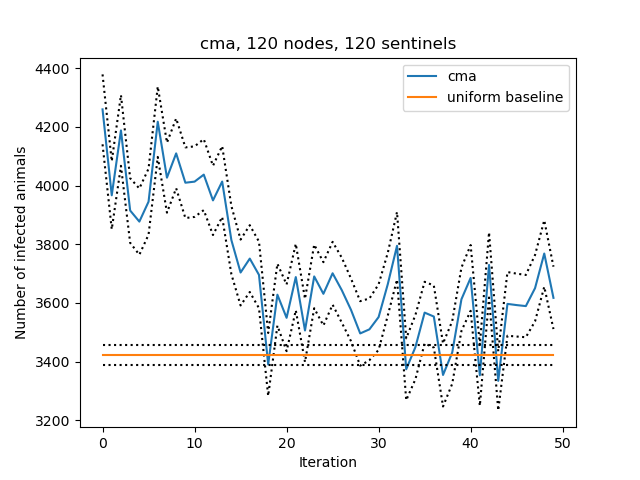 cma, 120 nodes, 120 sentinels
cma
uniform baseline
Number of infected animals
4400
4200
4000
3800
3600
3400
3200
0 10 20 30 40 50
Iteration